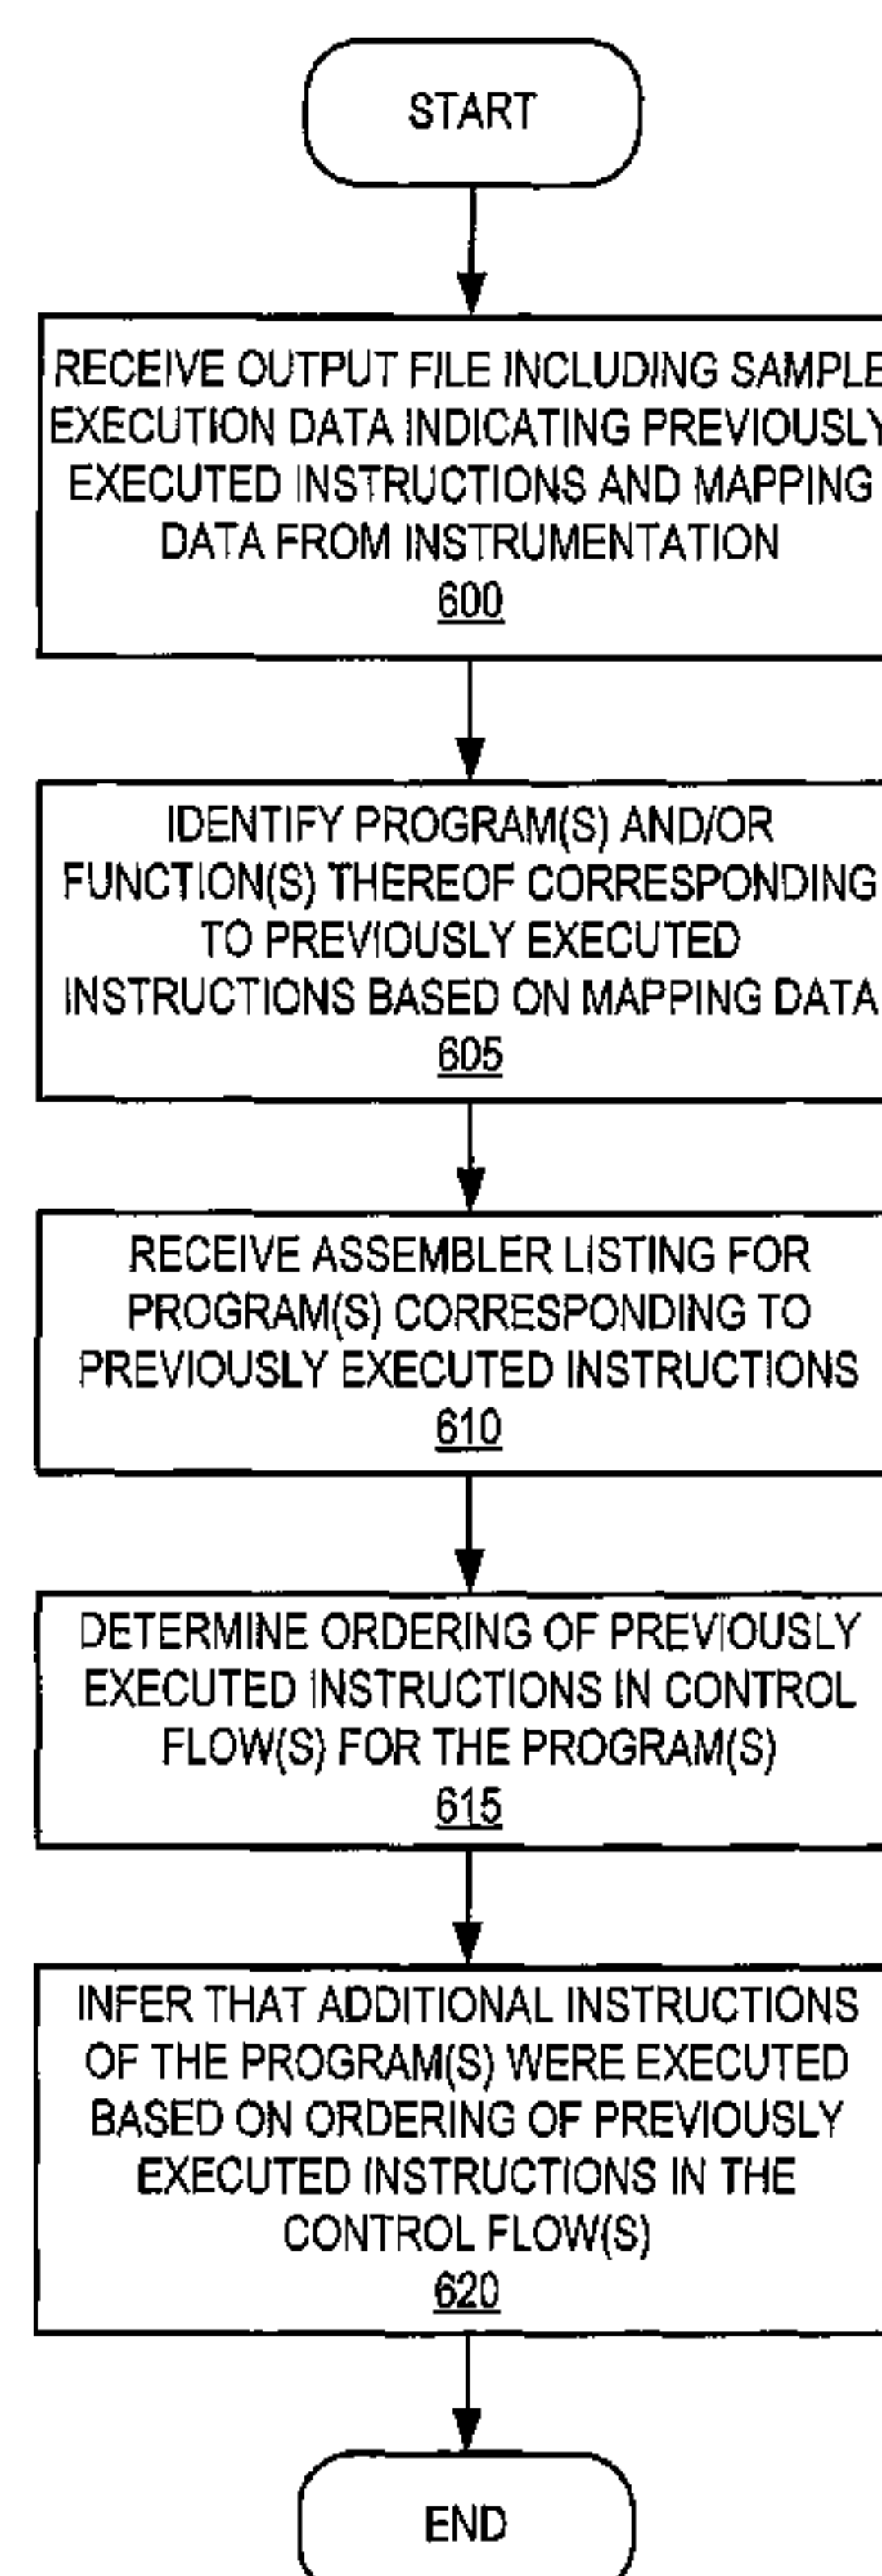 START
RECEIVE OUTPUT FILE INCLUDING SAMPLE
EXECUTION DATA INDICATING PREVIOUSLY
EXECUTED INSTRUCTIONS AND MAPPING
DATA FROM INSTRUMENTATION
600
IDENTIFY PROGRAM(S) AND/OR
FUNCTION(S) THEREOF CORRESPONDING
TO PREVIOUSLY EXECUTED
INSTRUCTIONS BASED ON MAPPING DATA
605
RECEIVE ASSEMBLER LISTING FOR
PROGRAM(S) CORRESPONDING TO
PREVIOUSLY EXECUTED INSTRUCTIONS
610
DETERMINE ORDERING OF PREVIOUSLY
EXECUTED INSTRUCTIONS IN CONTROL
FLOW(S) FOR THE PROGRAM(S)
615
INFER THAT ADDITIONAL INSTRUCTIONS
OF THE PROGRAM(S) WERE EXECUTED
BASED ON ORDERING OF PREVIOUSLY
EXECUTED INSTRUCTIONS IN THE
CONTROL FLOW(S)
620
END